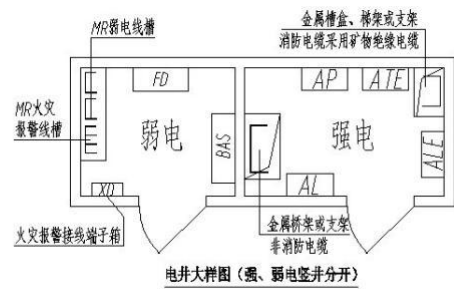 MR弱电线槽
金属槽盒、梯架或支架
消防电缆采用矿物绝缘电缆
FD
AP
ATE
MR火灾
报警线槽
弱电
BAS
强电
ALE
XD
AL
火灾报警接线端子箱
金属桥架或支架
非消防电缆
电井大样图（强、弱电竖井分开）